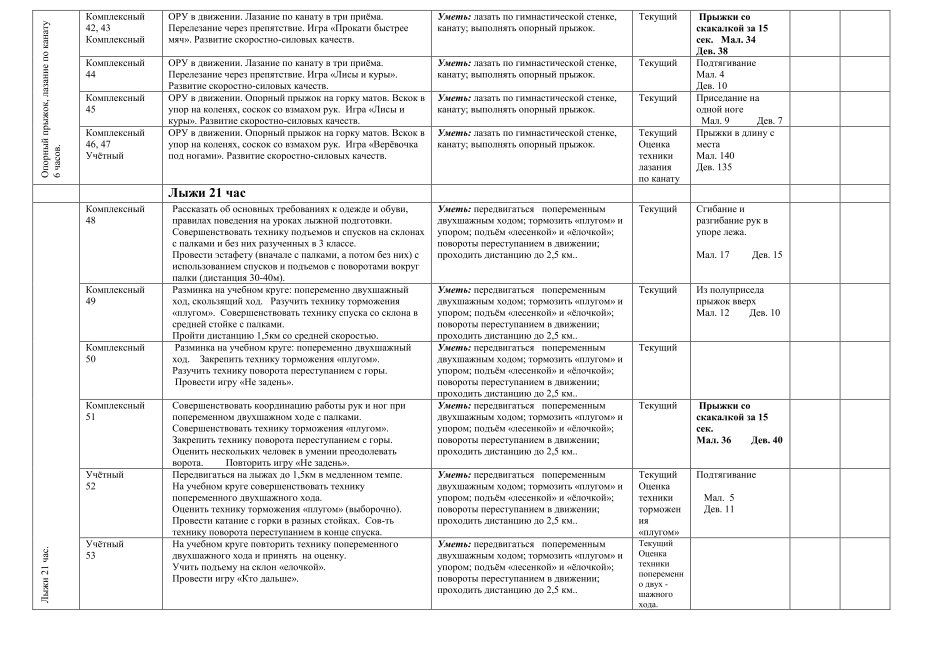 Опорный прыжок, лазание по канату
6 часов.
Комплексный
42, 43
Комплексный
ОРУ в движении. Лазание по канату в три приёма.
Перелезание через препятствие. Игра «Прокати быстрее
мяч». Развитие скоростно-силовых качеств.
Уметь: лазать по гимнастической стенке,
канату; выполнять опорный прыжок.
Текущий
Прыжки со
скакалкой за 15
сек. Мал. 34
Дев. 38
Комплексный
44
ОРУ в движении. Лазание по канату в три приёма.
Перелезание через препятствие. Игра «Лисы и куры».
Развитие скоростно-силовых качеств.
Уметь: лазать по гимнастической стенке,
канату; выполнять опорный прыжок.
Текущий
Подтягивание
Мал. 4
Дев. 10
Комплексный
45
ОРУ в движении. Опорный прыжок на горку матов. Вскок в
упор на коленях, соскок со взмахом рук. Игра «Лисы и
куры». Развитие скоростно-силовых качеств.
Уметь: лазать по гимнастической стенке,
канату; выполнять опорный прыжок.
Текущий
Приседание на
одной ноге
Мал. 9 Дев. 7
Комплексный
46, 47
Учётный
ОРУ в движении. Опорный прыжок на горку матов. Вскок в
упор на коленях, соскок со взмахом рук. Игра «Верёвочка
под ногами». Развитие скоростно-силовых качеств.
Уметь: лазать по гимнастической стенке,
канату; выполнять опорный прыжок.
Текущий
Оценка
техники
лазания
по канату
Прыжки в длину с
места
Мал. 140
Дев. 135
Лыжи 21 час
Лыжи 21 час.
Комплексный
48
Рассказать об основных требованиях к одежде и обуви,
правилах поведения на уроках лыжной подготовки.
Совершенствовать технику подъемов и спусков на склонах
с палками и без них разученных в 3 классе.
Провести эстафету (вначале с палками, а потом без них) с
использованием спусков и подъемов с поворотами вокруг
палки (дистанция 30-40м).
Уметь: передвигаться попеременным
двухшажным ходом; тормозить «плугом» и
упором; подъём «лесенкой» и «ёлочкой»;
повороты переступанием в движении;
проходить дистанцию до 2,5 км..
Текущий
Сгибание и
разгибание рук в
упоре лежа.
Мал. 17 Дев. 15
Комплексный
49
Разминка на учебном круге: попеременно двухшажный
ход, скользящий ход. Разучить технику торможения
«плугом». Совершенствовать технику спуска со склона в
средней стойке с палками.
Пройти дистанцию 1,5км со средней скоростью.
Уметь: передвигаться попеременным
двухшажным ходом; тормозить «плугом» и
упором; подъём «лесенкой» и «ёлочкой»;
повороты переступанием в движении;
проходить дистанцию до 2,5 км..
Текущий
Из полуприседа
прыжок вверх
Мал. 12 Дев. 10
Комплексный
50
Разминка на учебном круге: попеременно двухшажный
ход. Закрепить технику торможения «плугом».
Разучить технику поворота переступанием с горы.
Провести игру «Не задень».
Уметь: передвигаться попеременным
двухшажным ходом; тормозить «плугом» и
упором; подъём «лесенкой» и «ёлочкой»;
повороты переступанием в движении;
проходить дистанцию до 2,5 км..
Текущий
Комплексный
51
Совершенствовать координацию работы рук и ног при
попеременном двухшажном ходе с палками.
Совершенствовать технику торможения «плугом».
Закрепить технику поворота переступанием с горы.
Оценить нескольких человек в умении преодолевать
ворота. Повторить игру «Не задень».
Уметь: передвигаться попеременным
двухшажным ходом; тормозить «плугом» и
упором; подъём «лесенкой» и «ёлочкой»;
повороты переступанием в движении;
проходить дистанцию до 2,5 км..
Текущий
Прыжки со
скакалкой за 15
сек.
Мал. 36 Дев. 40
Учётный
52
Передвигаться на лыжах до 1,5км в медленном темпе.
На учебном круге совершенствовать технику
попеременного двухшажного хода.
Оценить технику торможения «плугом» (выборочно).
Провести катание с горки в разных стойках. Сов-ть
технику поворота переступанием в конце спуска.
Уметь: передвигаться попеременным
двухшажным ходом; тормозить «плугом» и
упором; подъём «лесенкой» и «ёлочкой»;
повороты переступанием в движении;
проходить дистанцию до 2,5 км..
Текущий
Оценка
техники
торможен
ия
«плугом»
Подтягивание
Мал. 5
Дев. 11
Учётный
53
На учебном круге повторить технику попеременного
двухшажного хода и принять на оценку.
Учить подъему на склон «елочкой».
Провести игру «Кто дальше».
Уметь: передвигаться попеременным
двухшажным ходом; тормозить «плугом» и
упором; подъём «лесенкой» и «ёлочкой»;
повороты переступанием в движении;
проходить дистанцию до 2,5 км..
Текущий
Оценка
техники
попеременн
о двух -
шажного
хода.